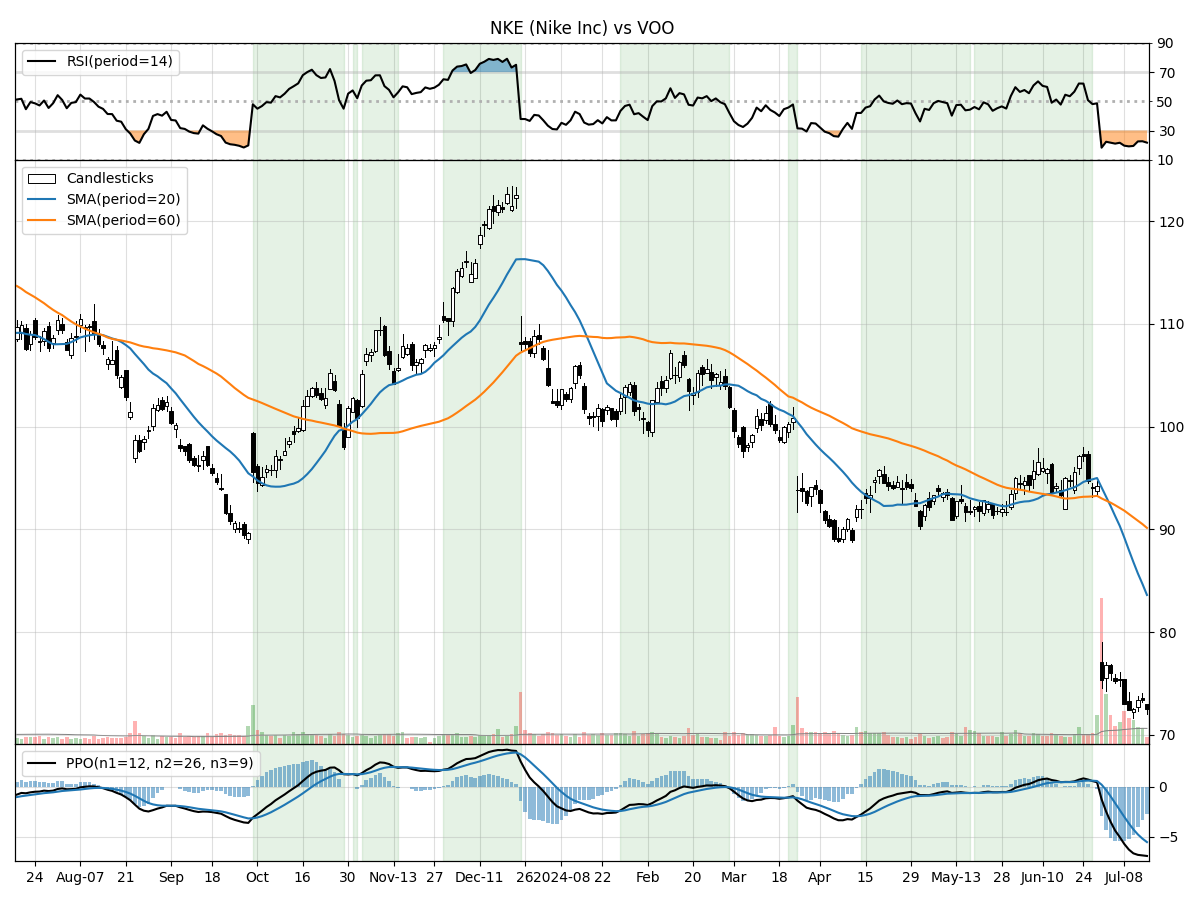 NKE (Nike Inc) vs VOO
RSI(period=14)
90
70
50
30
10
Candlesticks
SMA(period=20)
SMA(period=60)
120
110
100
90
80
70
PPO(n1=12, n2=26, n3=9)
0
−5
24 Aug-07 21 Sep 18 Oct 16 30 Nov-13 27 Dec-11 262024-08 22 Feb 20 Mar 18 Apr 15 29 May-13 28 Jun-10 24 Jul-08